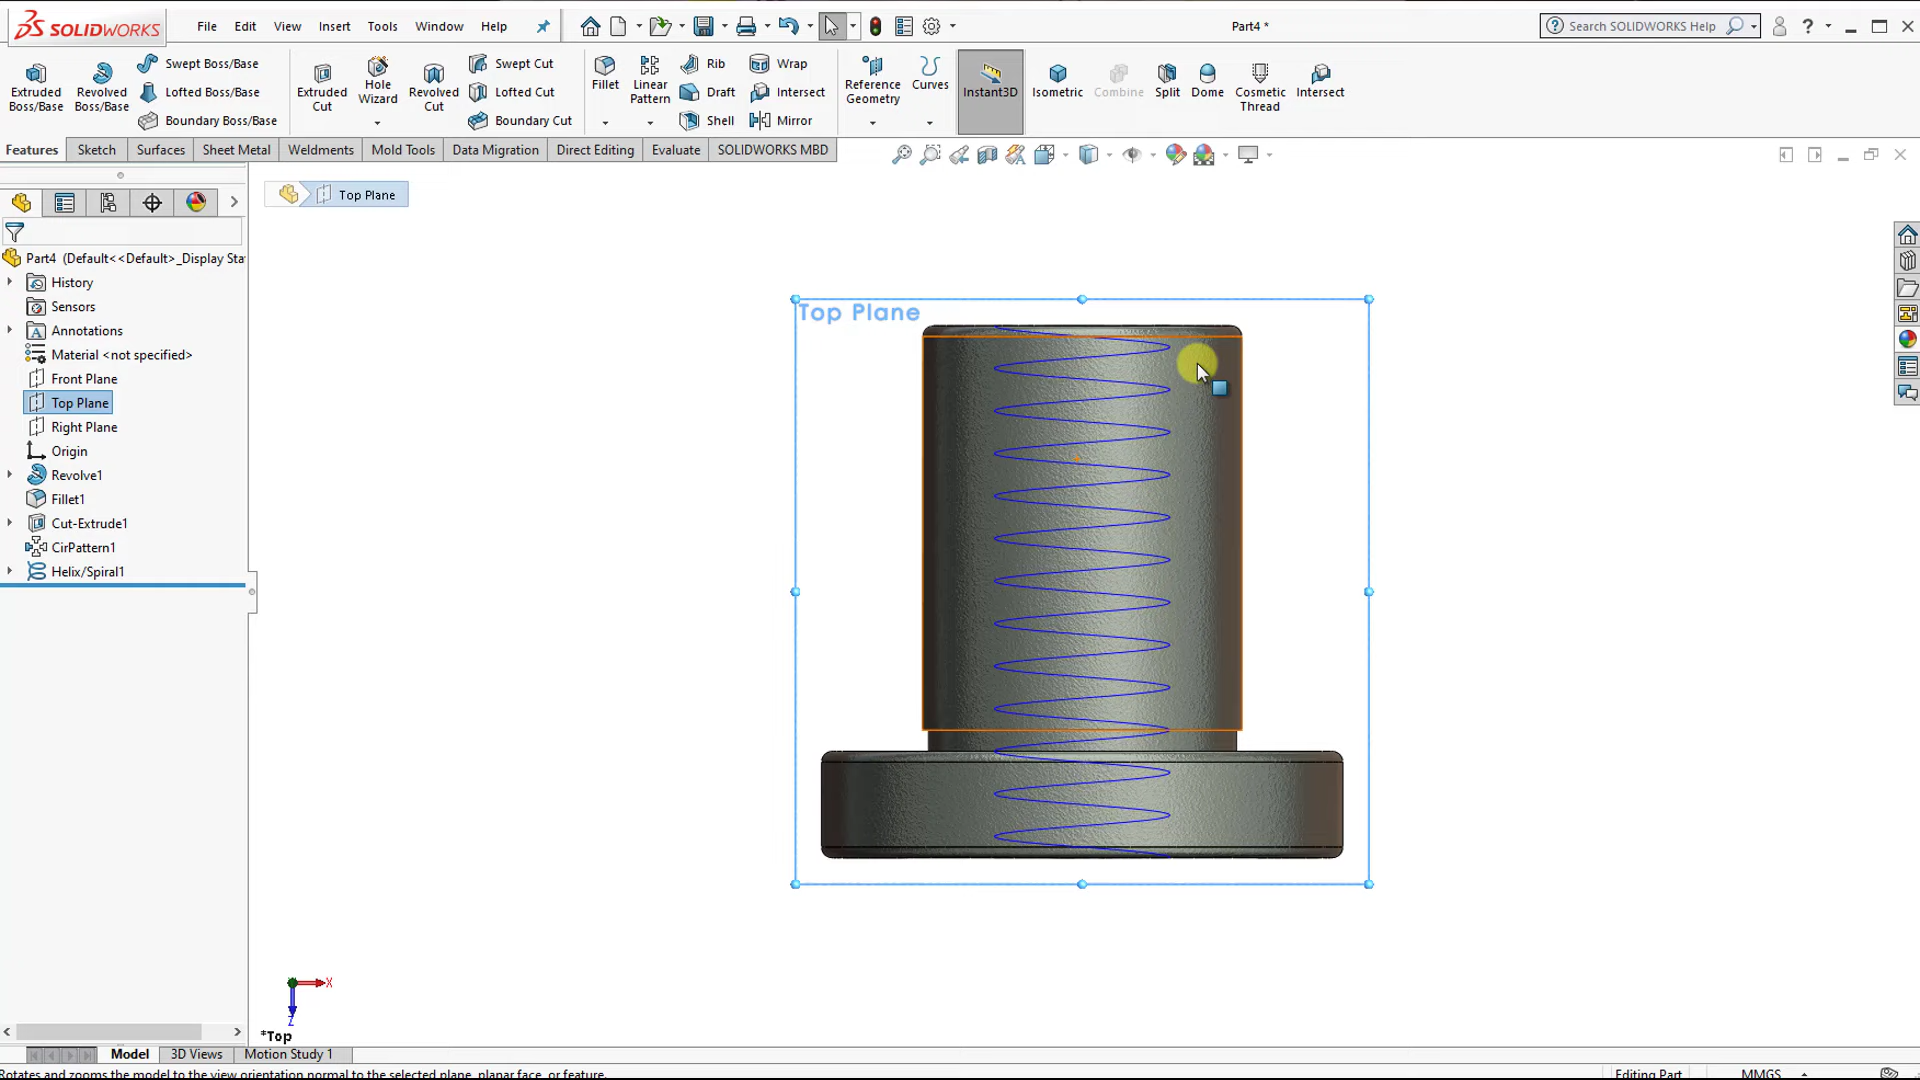 SOLIDWORKS
File Edit View Insert Tools Window Help
Part4 *
Search SOLIDWORKS Help
Extruded Boss/Base
Revolved Boss/Base
Swept Boss/Base
Lofted Boss/Base
Boundary Boss/Base
Extruded Cut
Hole Wizard
Revolved Cut
Swept Cut
Lofted Cut
Boundary Cut
Fillet
Linear Pattern
Rib
Draft
Shell
Wrap
Intersect
Mirror
Reference Geometry
Curves
Instant3D
Isometric
Combine
Split
Dome
Cosmetic Thread
Intersect
Features Sketch Surfaces Sheet Metal Weldments Mold Tools Data Migration Direct Editing Evaluate SOLIDWORKS MBD
Top Plane
Part4 (Default<<Default>_Display Sta
History
Sensors
Annotations
Material <not specified>
Front Plane
Top Plane
Right Plane
Origin
Revolve1
Fillet1
Cut-Extrude1
CirPattern1
Helix/Spiral1
Top Plane
X
Z
*Top
Model 3D Views Motion Study 1
Rotates and zooms the model to the view orientation normal to the selected plane, planar face, or feature.
Editing Part MMGS